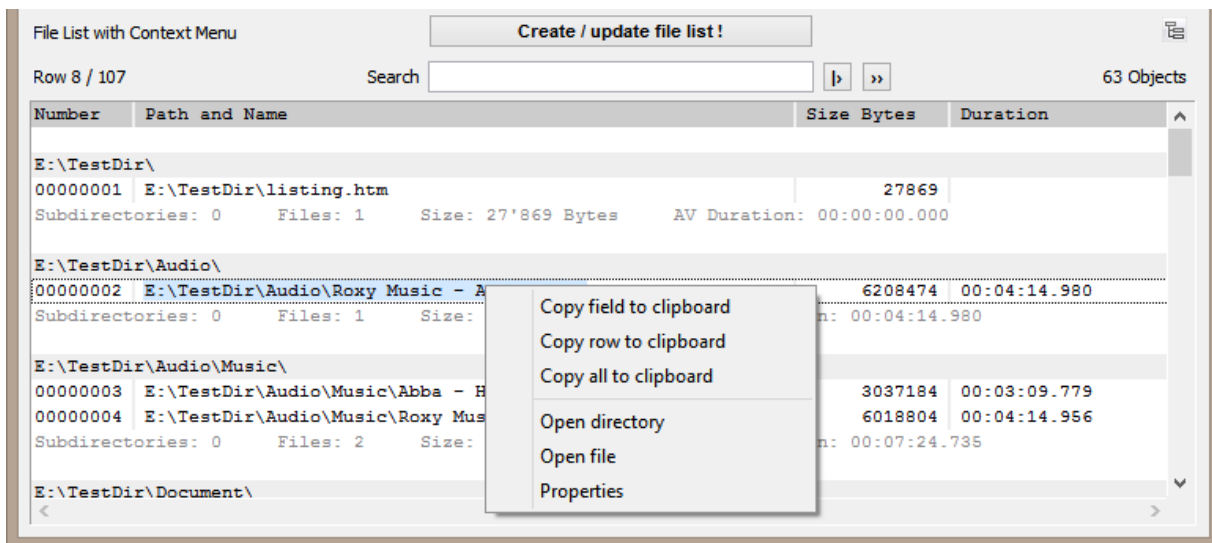 File List with Context Menu Create / update file list !
Row 8 / 107 Search 63 Objects
Number Path and Name Size Bytes Duration
E:\TestDir\
00000001 E:\TestDir\listing.htm 27869
Subdirectories: 0 Files: 1 Size: 27'869 Bytes AV Duration: 00:00:00.000
E:\TestDir\Audio\
00000002 E:\TestDir\Audio\Roxy Music - A 6208474 00:04:14.980
Subdirectories: 0 Files: 1 Size: n: 00:04:14.980
E:\TestDir\Audio\Music\
00000003 E:\TestDir\Audio\Music\Abba - H 3037184 00:03:09.779
00000004 E:\TestDir\Audio\Music\Roxy Mus 6018804 00:04:14.956
Subdirectories: 0 Files: 2 Size: n: 00:07:24.735
E:\TestDir\Document\
Copy field to clipboard
Copy row to clipboard
Copy all to clipboard
Open directory
Open file
Properties